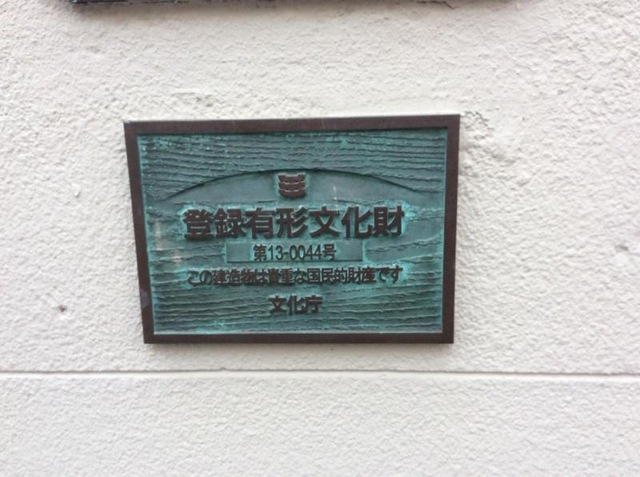 登録有形文化財
第13-0044号
この建造物は貴重な国民的財産です
文化庁